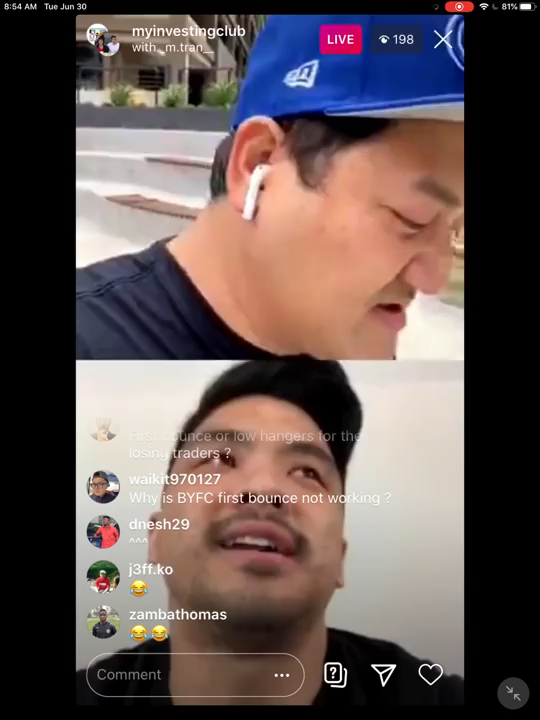 8:54 AM Tue Jun 30
81%
myinvestingclub
with _m.tran__
LIVE
198
First bounce or low hangers for the
losing traders ?
waikit970127
Why is BYFC first bounce not working ?
dnesh29
^^^
j3ff.ko
😂
zambathomas
😂😂
Comment